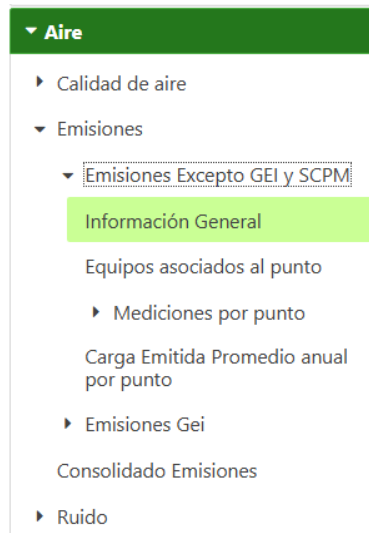 Aire
Calidad de aire
Emisiones
Emisiones Excepto GEI y SCPM
Información General
Equipos asociados al punto
Mediciones por punto
Carga Emitida Promedio anual
por punto
Emisiones Gei
Consolidado Emisiones
Ruido